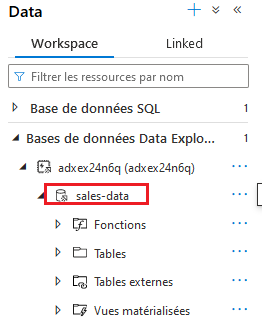 Data
Workspace Linked
Filtrer les ressources par nom
Base de données SQL 1
Bases de données Data Explo... 1
adxex24n6q (adxex24n6q) ...
sales-data ...
Fonctions ...
Tables ...
Tables externes ...
Vues matérialisées ...